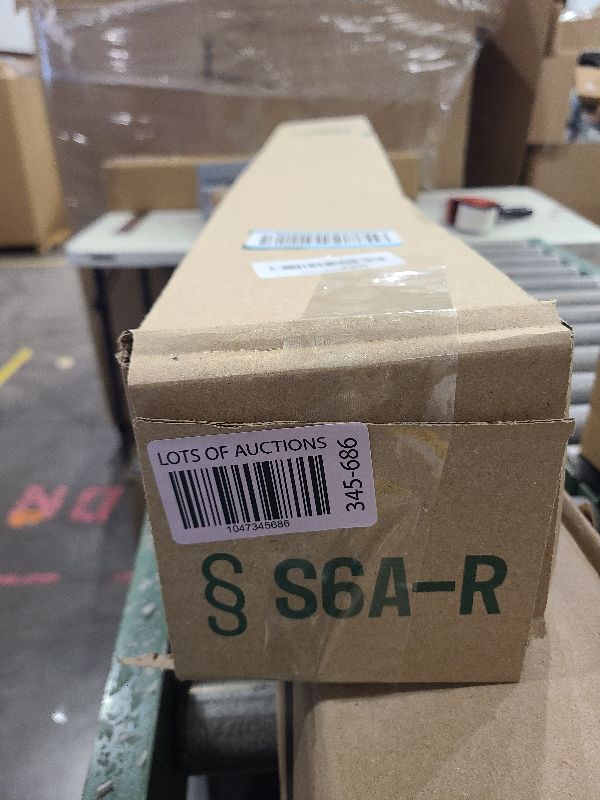 LOTS OF AUCTIONS
1047345686
345-686
§ S6A-R